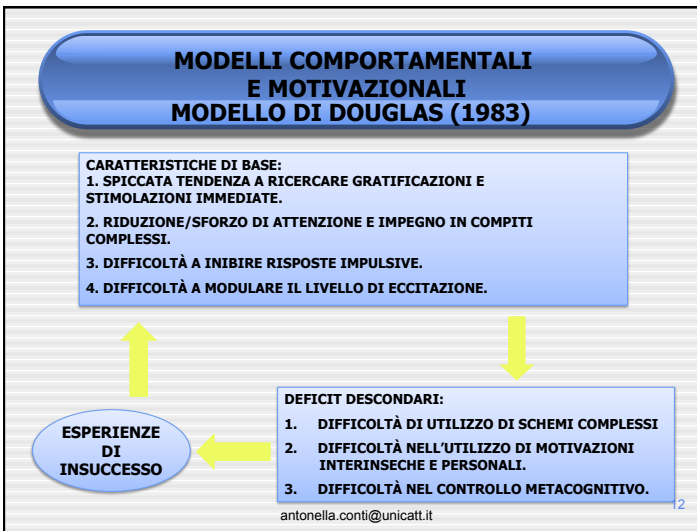 MODELLI COMPORTAMENTALI
E MOTIVAZIONALI
MODELLO DI DOUGLAS (1983)
CARATTERISTICHE DI BASE:
1. SPICCATA TENDENZA A RICERCARE GRATIFICAZIONI E
STIMOLAZIONI IMMEDIATE.
2. RIDUZIONE/SFORZO DI ATTENZIONE E IMPEGNO IN COMPITI
COMPLESSI.
3. DIFFICOLTÀ A INIBIRE RISPOSTE IMPULSIVE.
4. DIFFICOLTÀ A MODULARE IL LIVELLO DI ECCITAZIONE.
DEFICIT DESCONDARI:
1. DIFFICOLTÀ DI UTILIZZO DI SCHEMI COMPLESSI
2. DIFFICOLTÀ NELL'UTILIZZO DI MOTIVAZIONI
INTERINSECHE E PERSONALI.
3. DIFFICOLTÀ NEL CONTROLLO METACOGNITIVO.
ESPERIENZE
DI
INSUCCESSO
antonella.conti@unicatt.it
12